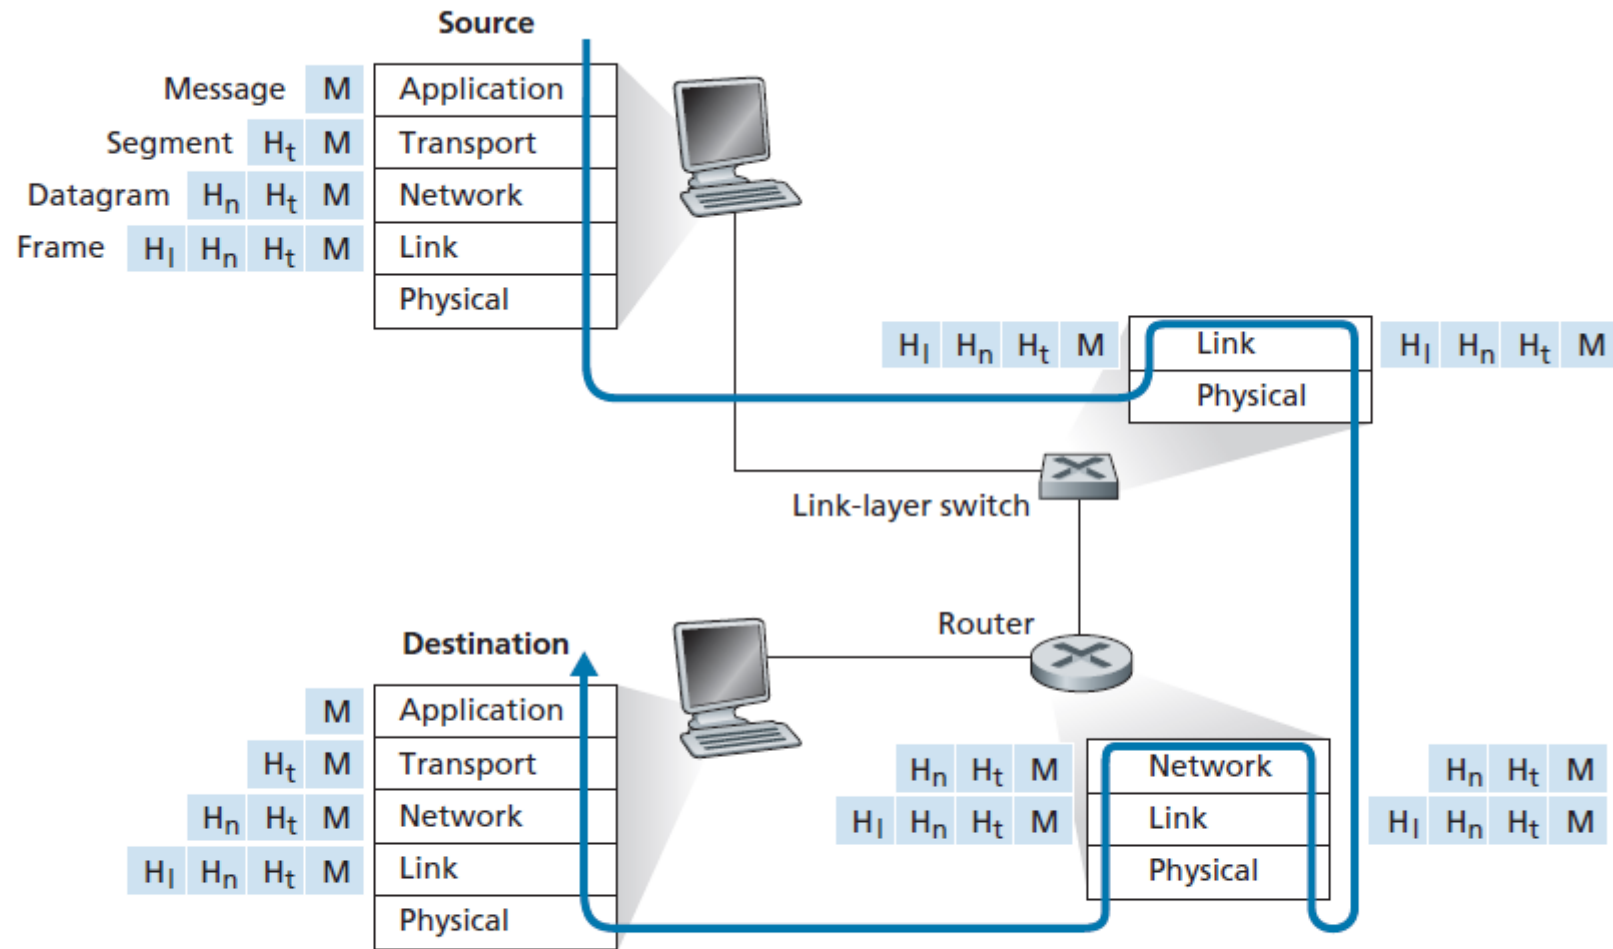 Source
Message M Application
Segment Ht M Transport
Datagram Hn Ht M Network
Frame Hl Hn Ht M Link
Physical
Hl Hn Ht M Link Hl Hn Ht M
Physical
Link-layer switch
Router
Destination
M Application
Ht M Transport
Hn Ht M Network
Hl Hn Ht M Link
Physical
Hn Ht M Network Hn Ht M
Hl Hn Ht M Link Hl Hn Ht M
Physical